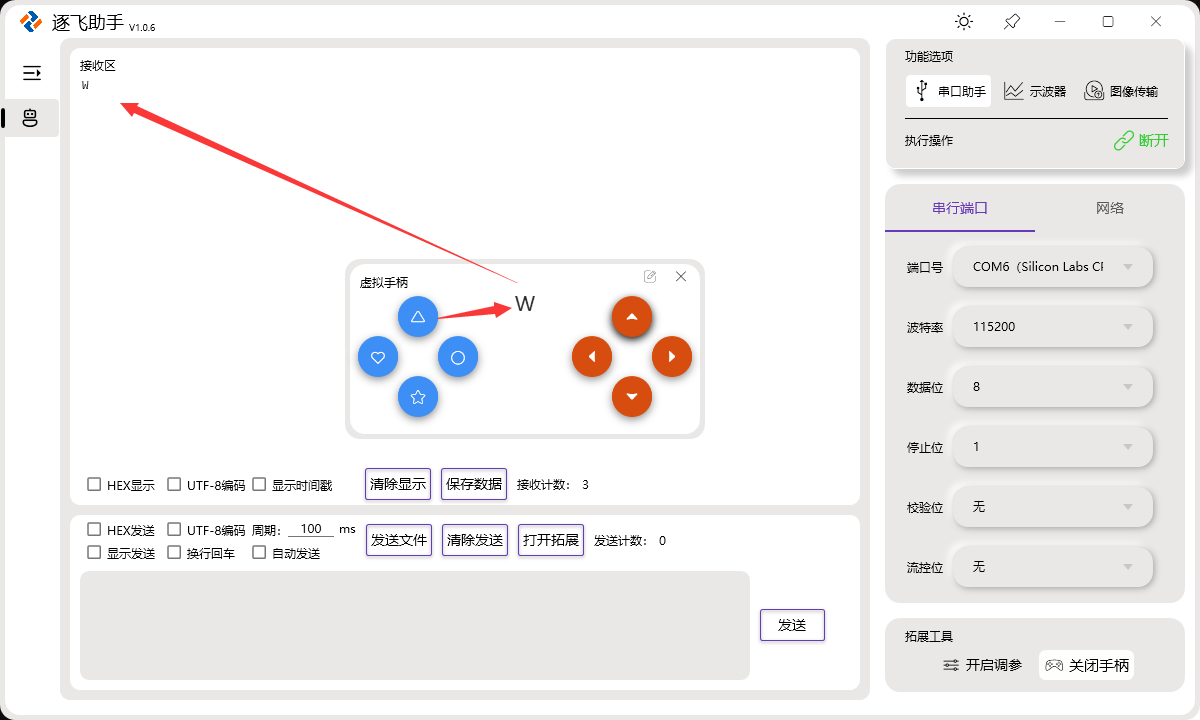 逐飞助手 V1.0.6
接收区
W
虚拟手柄
W
HEX显示 UTF-8编码 显示时间戳 清除显示 保存数据 接收计数: 3
HEX发送 UTF-8编码 周期: 100 ms
显示发送 换行回车 自动发送
发送文件 清除发送 打开拓展 发送计数: 0
发送
功能选项
串口助手 示波器 图像传输
执行操作 断开
串行端口 网络
端口号 COM6（Silicon Labs CI
波特率 115200
数据位 8
停止位 1
校验位 无
流控位 无
拓展工具
开启调参 关闭手柄